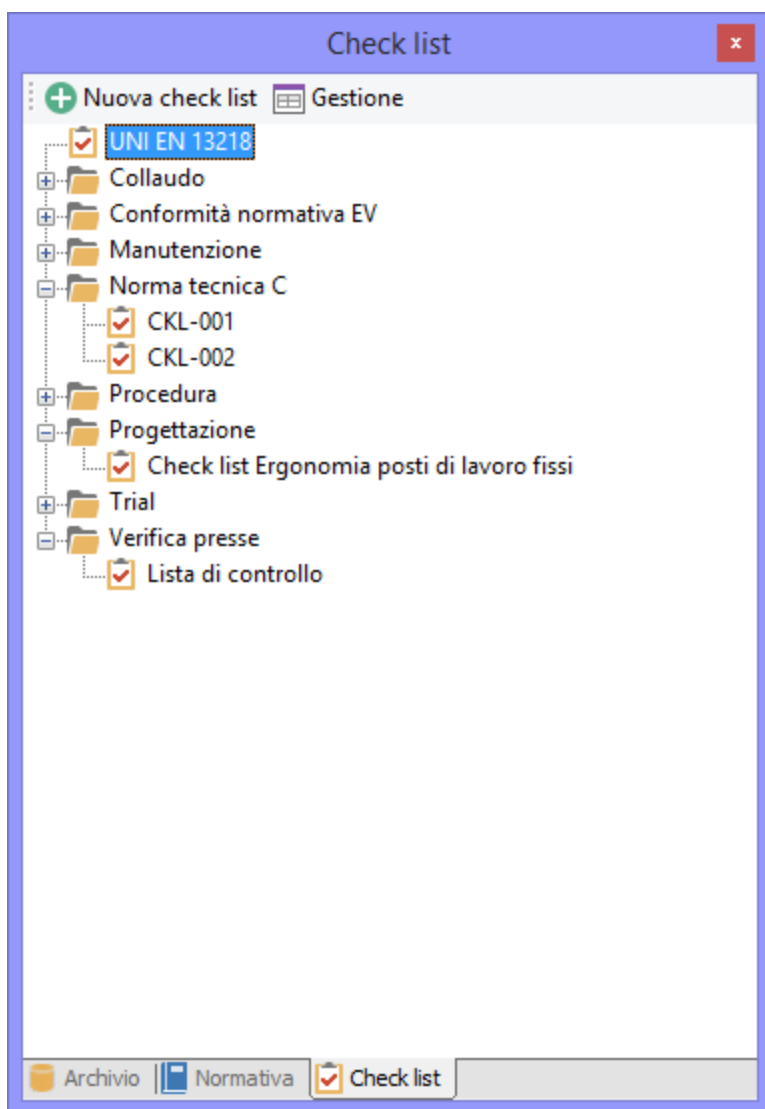 Check list
x
Nuova check list Gestione
UNI EN 13218
Collaudo
Conformità normativa EV
Manutenzione
Norma tecnica C
CKL-001
CKL-002
Procedura
Progettazione
Check list Ergonomia posti di lavoro fissi
Trial
Verifica presse
Lista di controllo
Archivio Normativa Check list